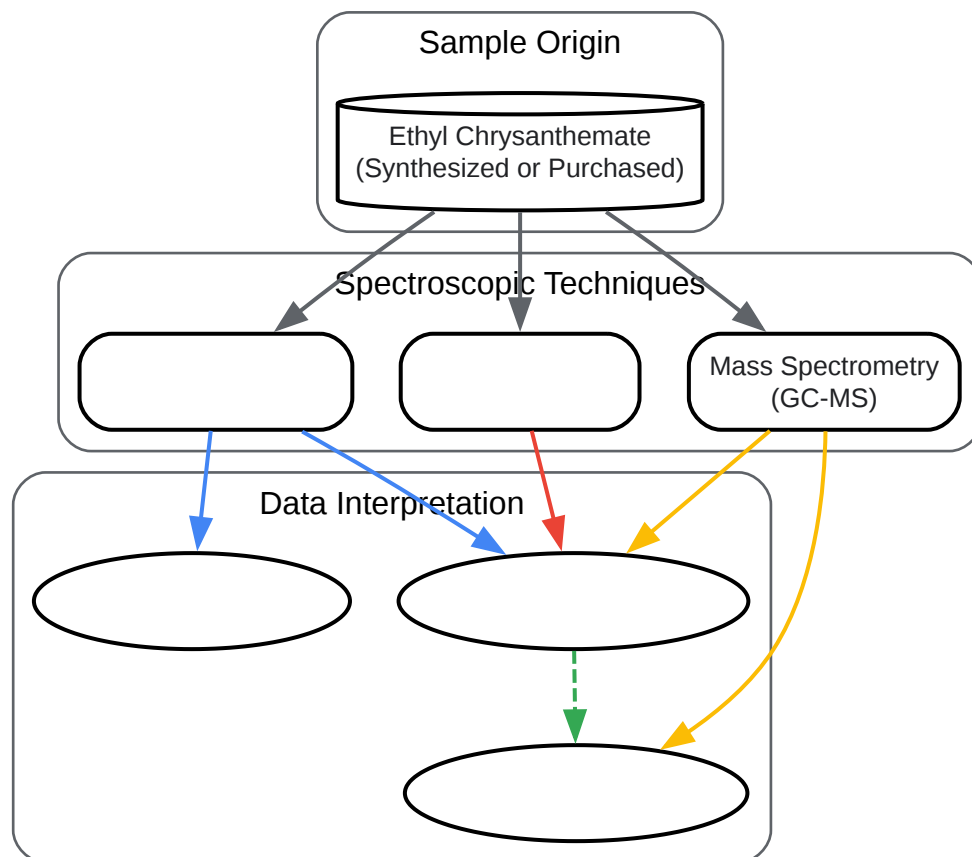 Sample Origin
Ethyl Chrysanthemate
(Synthesized or Purchased)
Spectroscopic Techniques
Mass Spectrometry
(GC-MS)
Data Interpretation